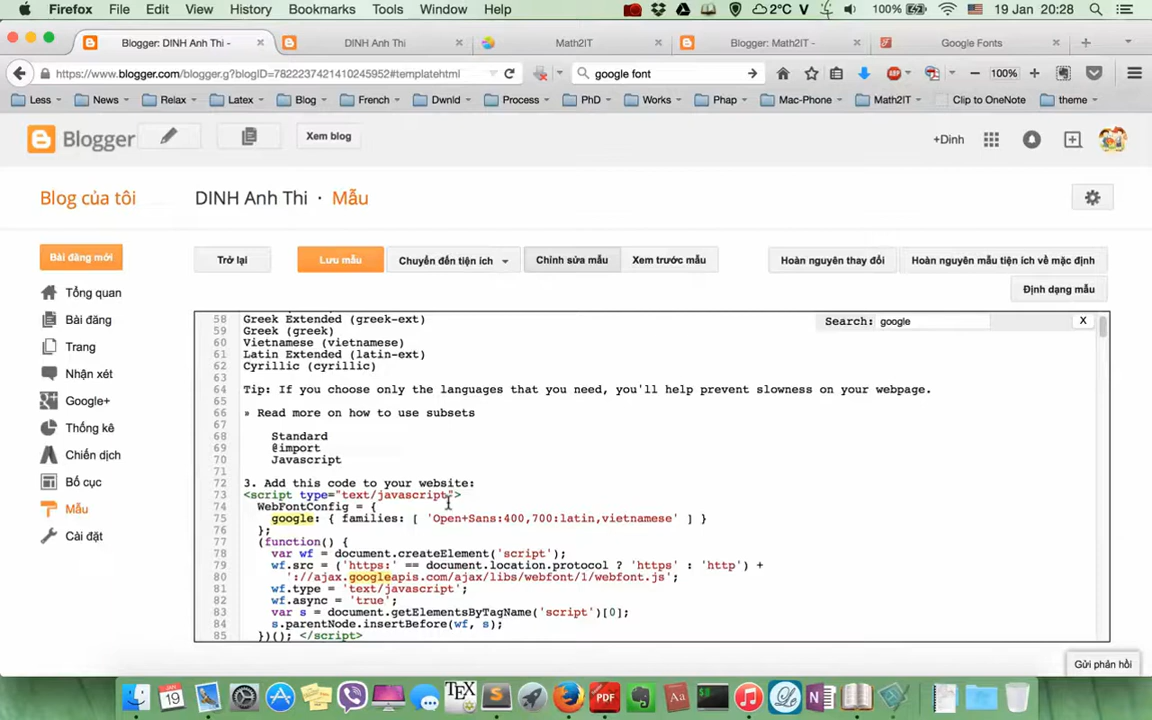 Firefox File Edit View History Bookmarks Tools Window Help 2°C V 100% 19 Jan 20:28
Blogger: DINH Anh Thi - × DINH Anh Thi × Math2IT × Blogger: Math2IT - × Google Fonts × +
https://www.blogger.com/blogger.g?blogID=7822237421410245952#templatehtml google font 100%
Less News Relax Latex Blog French Dwnld Process PhD Works Phap Mac-Phone Math2IT Clip to OneNote theme
Blogger Xem blog +Dinh
Blog của tôi DINH Anh Thi · Mẫu
Bài đăng mới Trở lại Lưu mẫu Chuyển đến tiện ích Chỉnh sửa mẫu Xem trước mẫu Hoàn nguyên thay đổi Hoàn nguyên mẫu tiện ích về mặc định
Định dạng mẫu
Tổng quan
Bài đăng
Trang
Nhận xét
Google+
Thống kê
Chiến dịch
Bố cục
Mẫu
Cài đặt
Search: google X
58 Greek Extended (greek-ext)
59 Greek (greek)
60 Vietnamese (vietnamese)
61 Latin Extended (latin-ext)
62 Cyrillic (cyrillic)
63
64 Tip: If you choose only the languages that you need, you'll help prevent slowness on your webpage.
65
66 » Read more on how to use subsets
67
68 Standard
69 @import
70 Javascript
71
72 3. Add this code to your website:
73 <script type="text/javascript">
74 WebFontConfig = {
75 google: { families: [ 'Open+Sans:400,700:latin,vietnamese' ] }
76 };
77 (function() {
78 var wf = document.createElement('script');
79 wf.src = ('https:' == document.location.protocol ? 'https' : 'http') +
80 '://ajax.googleapis.com/ajax/libs/webfont/1/webfont.js';
81 wf.type = 'text/javascript';
82 wf.async = 'true';
83 var s = document.getElementsByTagName('script')[0];
84 s.parentNode.insertBefore(wf, s);
85 })(); </script>
Gửi phản hồi
19
TEX
PDF
Aa